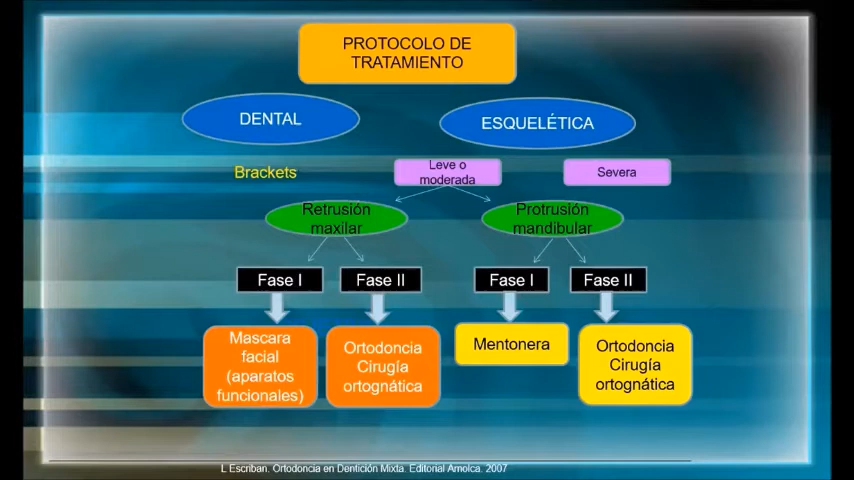 PROTOCOLO DE
TRATAMIENTO
DENTAL
ESQUELÉTICA
Brackets
Leve o
moderada
Severa
Retrusión
maxilar
Protrusión
mandibular
Fase I
Fase II
Fase I
Fase II
Mascara
facial
(aparatos
funcionales)
Ortodoncia
Cirugía
ortognática
Mentonera
Ortodoncia
Cirugía
ortognática
L Escriban. Ortodoncia en Dentición Mixta. Editorial Amolca. 2007